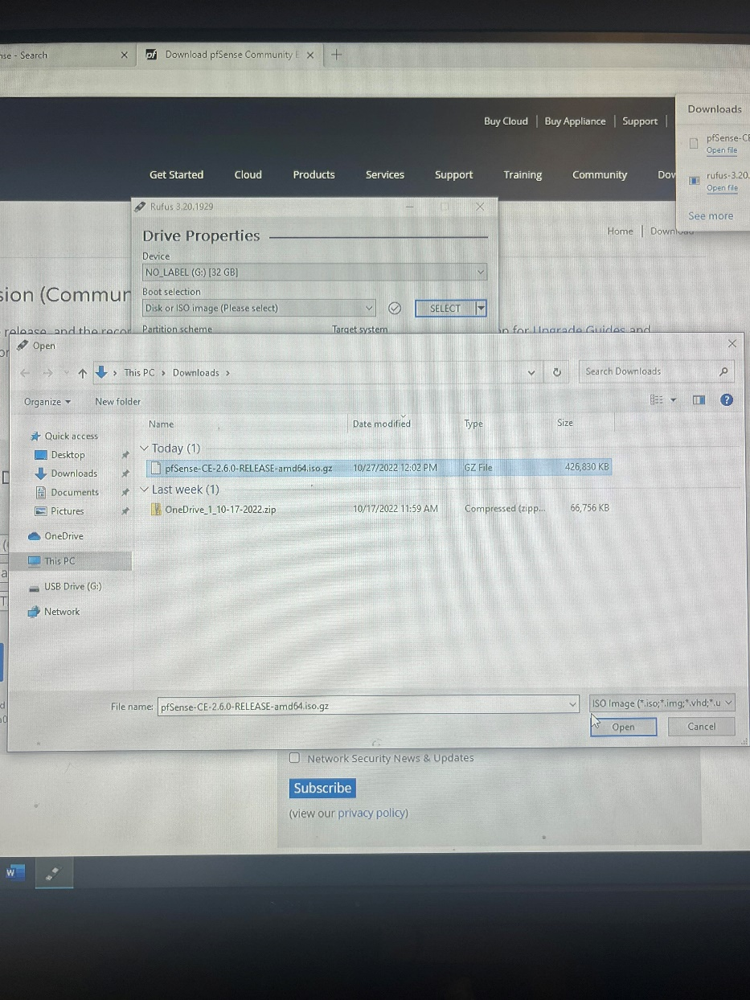 nse - Search
pf Download pfSense Community E
Downloads
Buy Cloud | Buy Appliance | Support |
pfSense-CE
Open file
Get Started Cloud Products Services Support Training Community Dow
rufus-3.20.
Open file
See more
Rufus 3.20.1929
Home | Download
Drive Properties
Device
NO_LABEL (G:) [32 GB]
Boot selection
sion (Commun
Disk or ISO image (Please select)
SELECT
Partition scheme Target system
release, and the recor
n for Upgrade Guides and
Open
This PC > Downloads >
Search Downloads
Organize New folder
Name Date modified Type Size
Quick access
Desktop
Downloads
Documents
Pictures
OneDrive
This PC
USB Drive (G:)
Network
Today (1)
pfSense-CE-2.6.0-RELEASE-amd64.iso.gz 10/27/2022 12:02 PM GZ File 426,830 KB
Last week (1)
OneDrive_1_10-17-2022.zip 10/17/2022 11:59 AM Compressed (zipp... 66,756 KB
File name: pfSense-CE-2.6.0-RELEASE-amd64.iso.gz
ISO Image (*.iso;*.img;*.vhd;*.u
Open Cancel
Network Security News & Updates
Subscribe
(view our privacy policy)
W